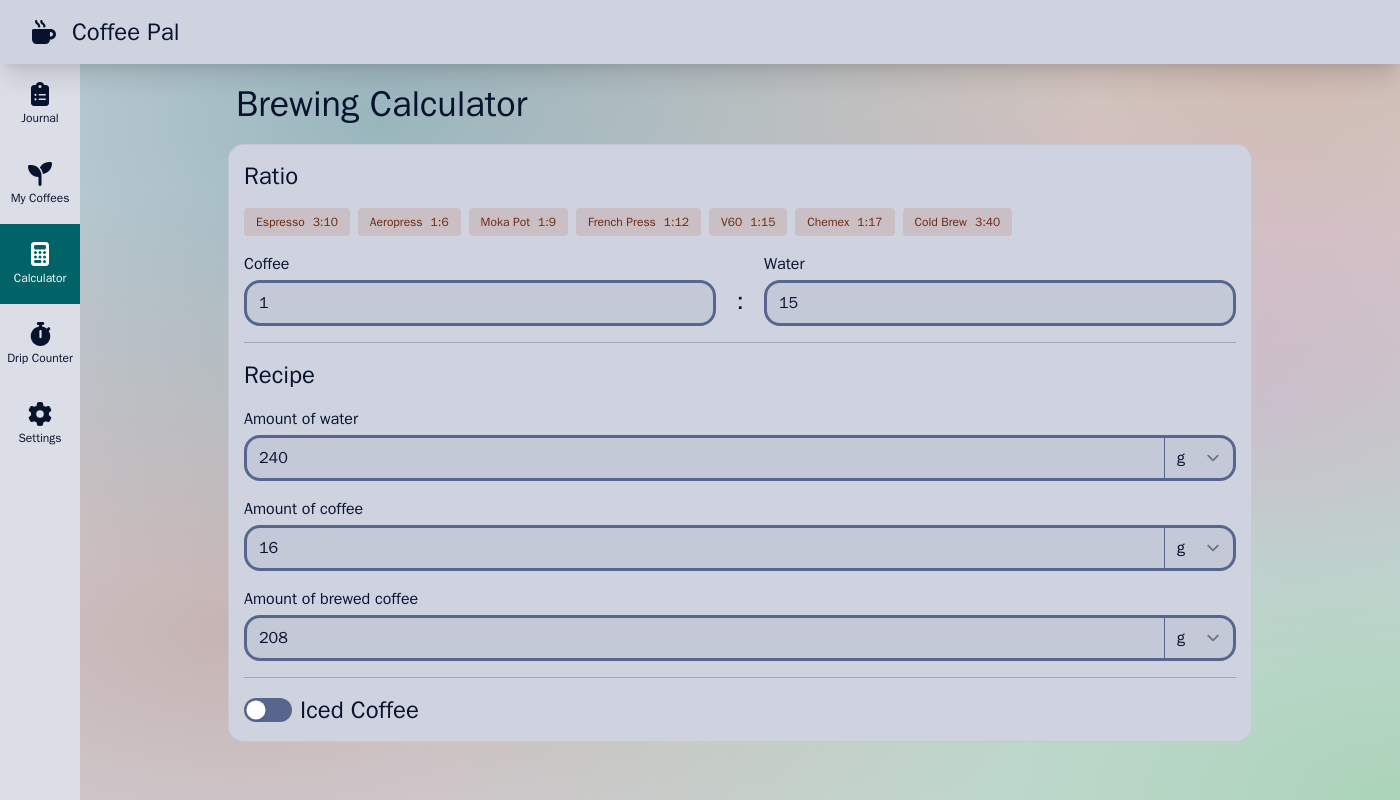 Coffee Pal
Journal
My Coffees
Calculator
Drip Counter
Settings
Brewing Calculator
Ratio
Espresso 3:10 Aeropress 1:6 Moka Pot 1:9 French Press 1:12 V60 1:15 Chemex 1:17 Cold Brew 3:40
Coffee Water
1 : 15
Recipe
Amount of water
240 g
Amount of coffee
16 g
Amount of brewed coffee
208 g
Iced Coffee